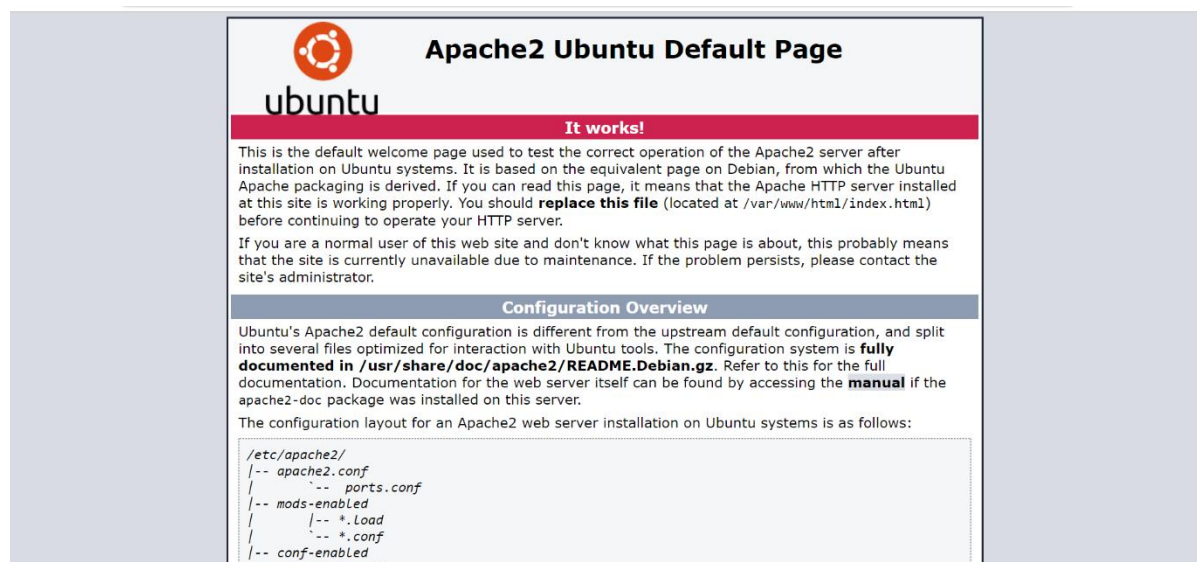 Apache2 Ubuntu Default Page
ubuntu
It works!
This is the default welcome page used to test the correct operation of the Apache2 server after
installation on Ubuntu systems. It is based on the equivalent page on Debian, from which the Ubuntu
Apache packaging is derived. If you can read this page, it means that the Apache HTTP server installed
at this site is working properly. You should replace this file (located at /var/www/html/index.html)
before continuing to operate your HTTP server.
If you are a normal user of this web site and don't know what this page is about, this probably means
that the site is currently unavailable due to maintenance. If the problem persists, please contact the
site's administrator.
Configuration Overview
Ubuntu's Apache2 default configuration is different from the upstream default configuration, and split
into several files optimized for interaction with Ubuntu tools. The configuration system is fully
documented in /usr/share/doc/apache2/README.Debian.gz. Refer to this for the full
documentation. Documentation for the web server itself can be found by accessing the manual if the
apache2-doc package was installed on this server.
The configuration layout for an Apache2 web server installation on Ubuntu systems is as follows:
/etc/apache2/
|-- apache2.conf
|       `--  ports.conf
|-- mods-enabled
|       |-- *.load
|       `-- *.conf
|-- conf-enabled